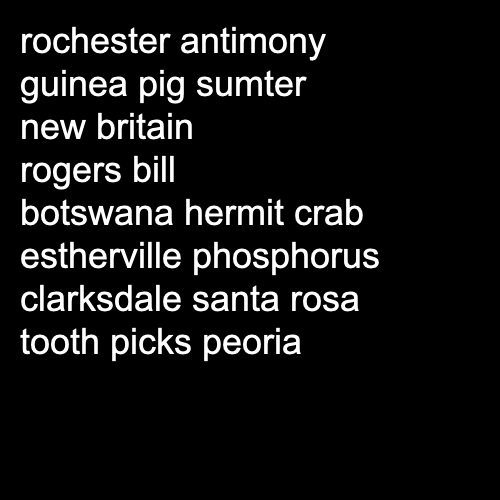 rochester antimony
guinea pig sumter
new britain
rogers bill
botswana hermit crab
estherville phosphorus
clarksdale santa rosa
tooth picks peoria